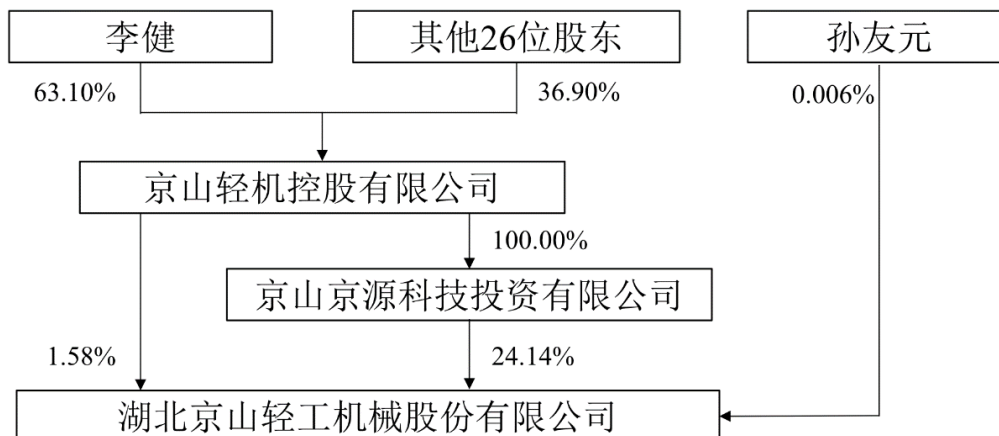 李健
其他26位股东
孙友元
63.10%
36.90%
0.006%
京山轻机控股有限公司
100.00%
京山京源科技投资有限公司
1.58%
24.14%
湖北京山轻工机械股份有限公司